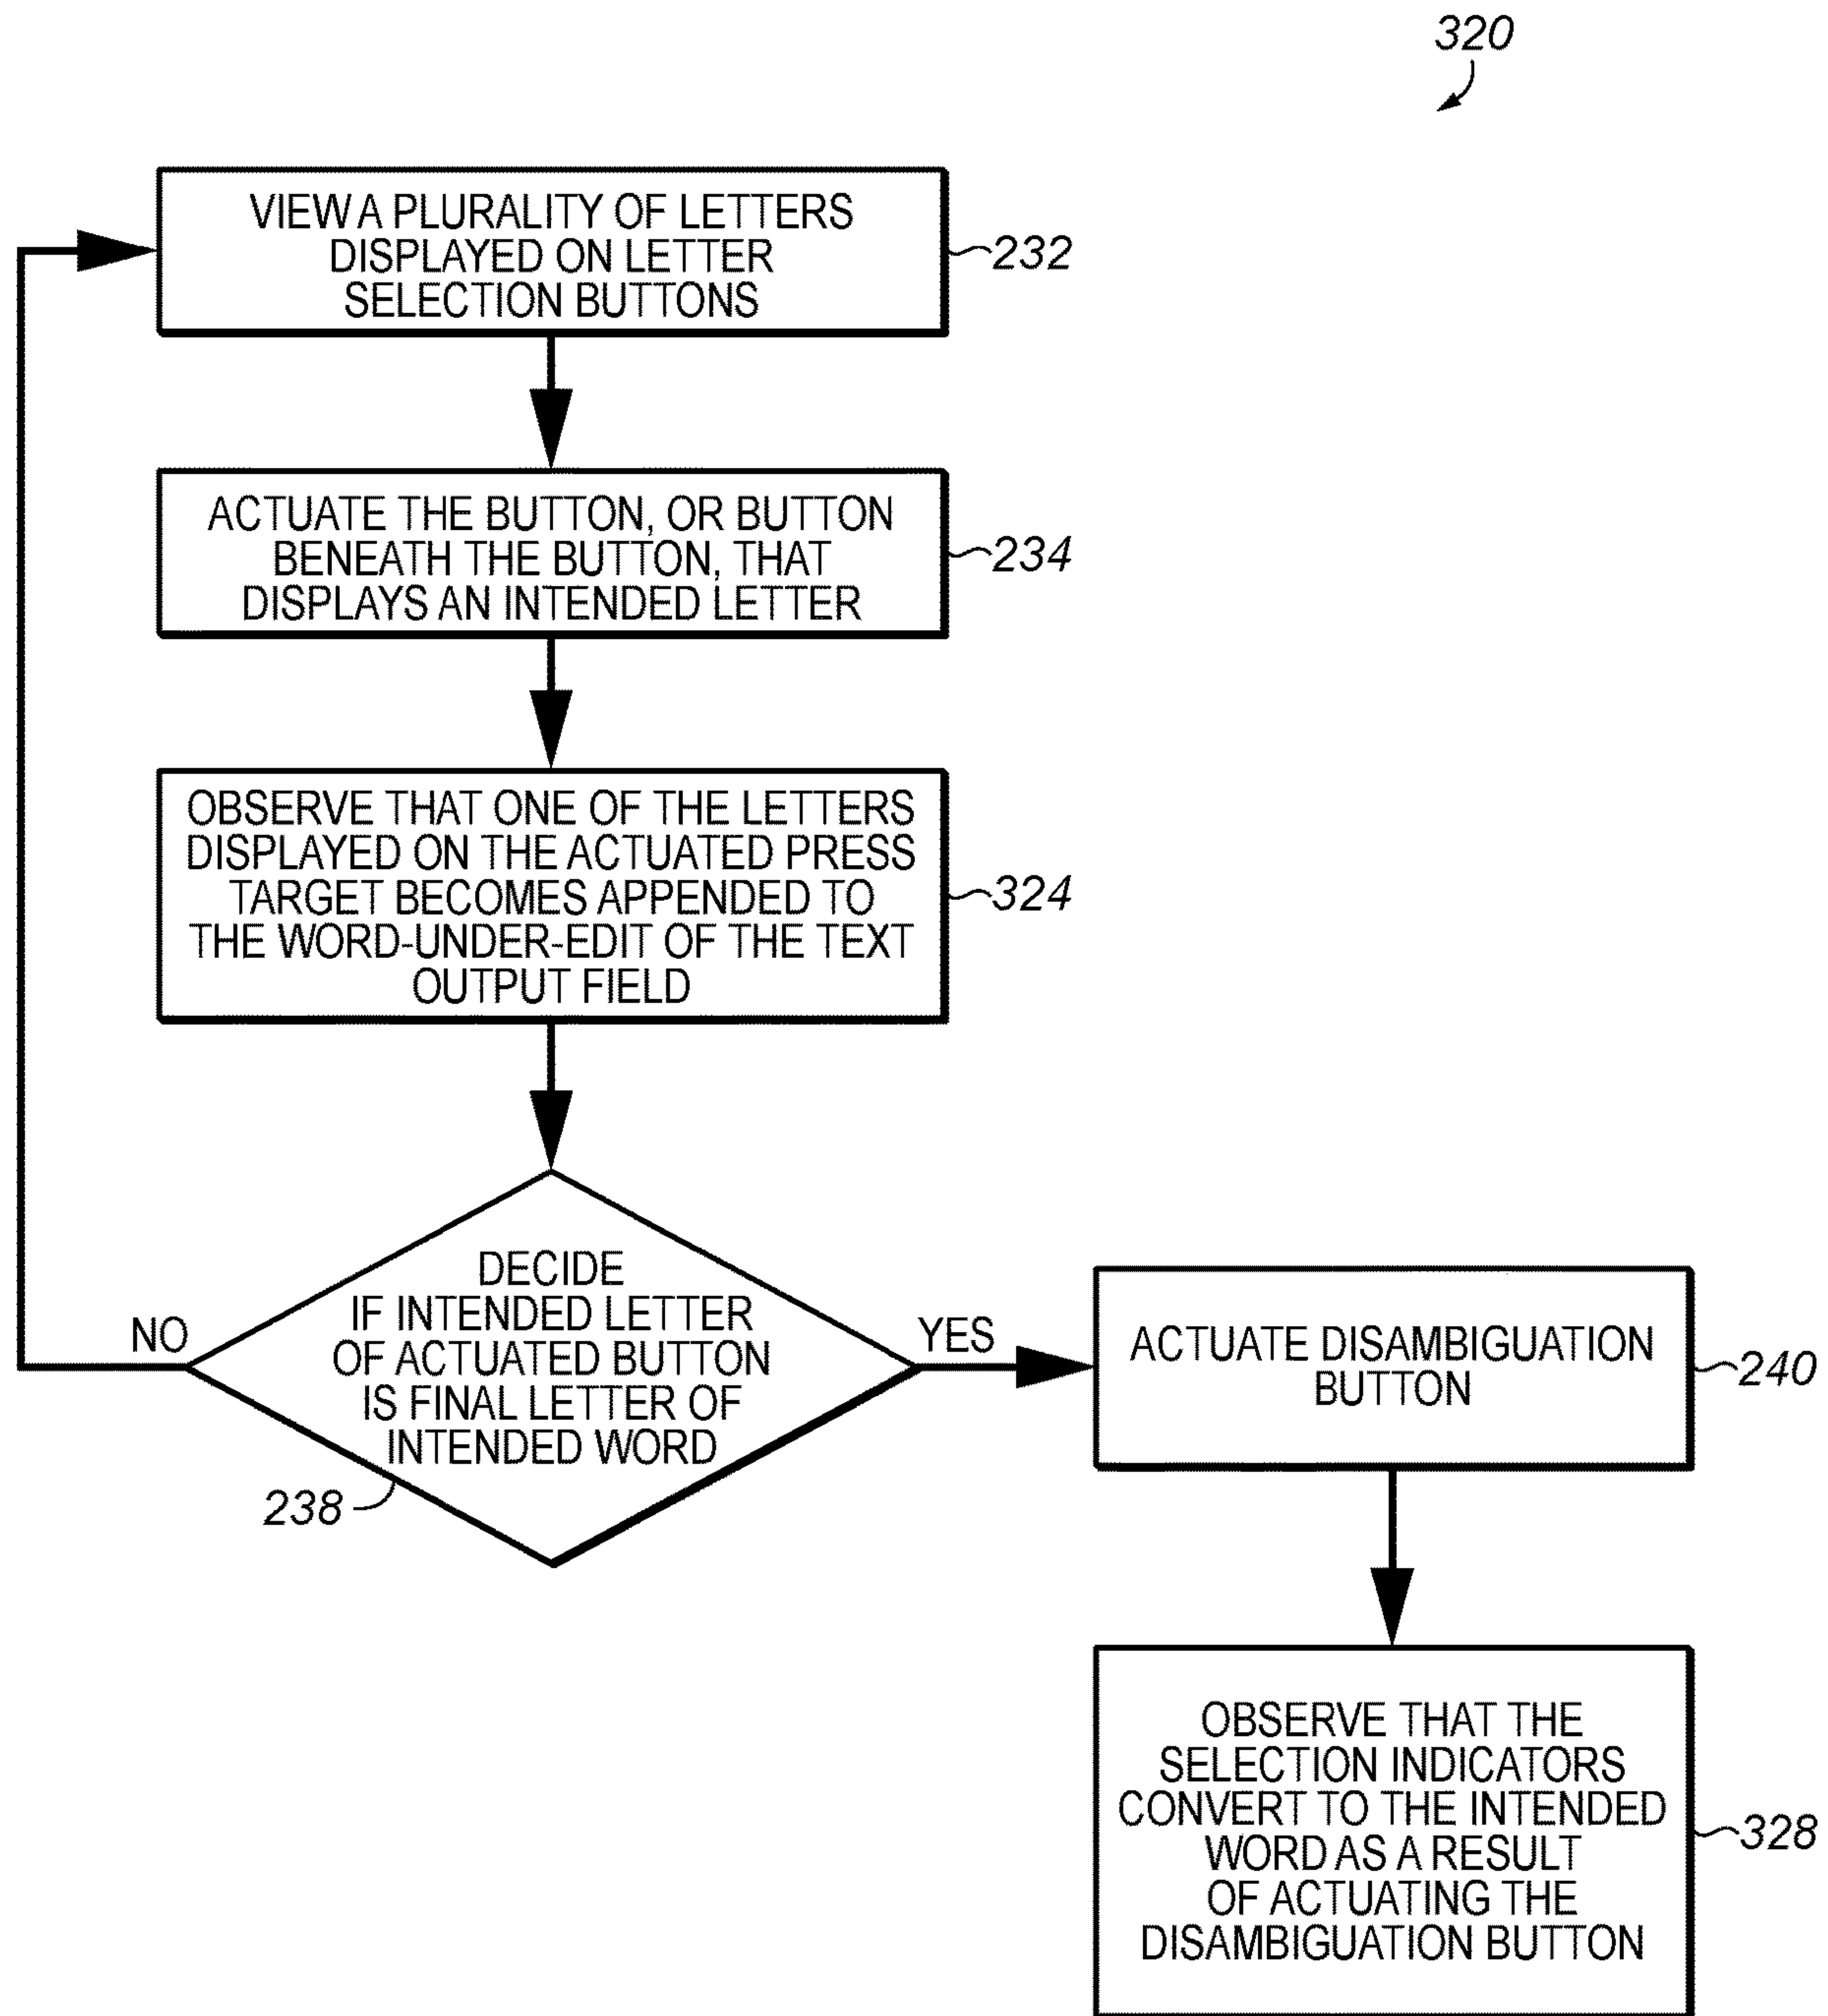 320
VIEW A PLURALITY OF LETTERS
DISPLAYED ON LETTER
SELECTION BUTTONS
232
ACTUATE THE BUTTON, OR BUTTON
BENEATH THE BUTTON, THAT
DISPLAYS AN INTENDED LETTER
234
OBSERVE THAT ONE OF THE LETTERS
DISPLAYED ON THE ACTUATED PRESS
TARGET BECOMES APPENDED TO
THE WORD-UNDER-EDIT OF THE TEXT
OUTPUT FIELD
324
DECIDE
IF INTENDED LETTER
OF ACTUATED BUTTON
IS FINAL LETTER OF
INTENDED WORD
238
NO
YES
ACTUATE DISAMBIGUATION
BUTTON
240
OBSERVE THAT THE
SELECTION INDICATORS
CONVERT TO THE INTENDED
WORD AS A RESULT
OF ACTUATING THE
DISAMBIGUATION BUTTON
328